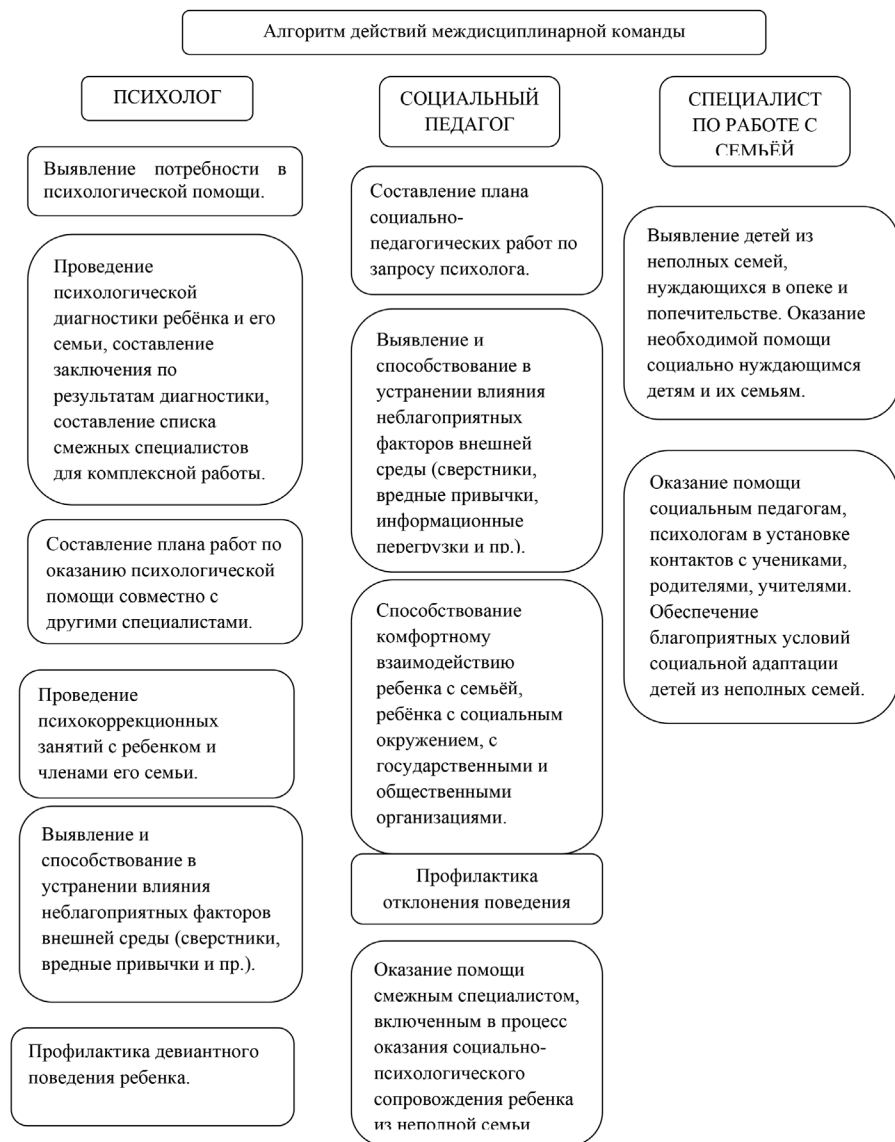 Алгоритм действий междисциплинарной команды
ПСИХОЛОГ
Выявление потребности в
психологической помощи.
Проведение
психологической
диагностики ребёнка и его
семьи, составление
заключения по
результатам диагностики,
составление списка
смежных специалистов
для комплексной работы.
Составление плана работ по
оказанию психологической
помощи совместно с
другими специалистами.
Проведение
психокоррекционных
занятий с ребенком и
членами его семьи.
Выявление и
способствование в
устранении влияния
неблагоприятных факторов
внешней среды (сверстники,
вредные привычки и пр.).
Профилактика девиантного
поведения ребенка.
СОЦИАЛЬНЫЙ
ПЕДАГОГ
Составление плана
социально-
педагогических работ по
запросу психолога.
Выявление и
способствование в
устранении влияния
неблагоприятных
факторов внешней
среды (сверстники,
вредные привычки,
информационные
перегрузки и пр.).
Способствование
комфортному
взаимодействию
ребенка с семьёй,
ребёнка с социальным
окружением, с
государственными и
общественными
организациями.
Профилактика
отклонения поведения
Оказание помощи
смежным специалистом,
включенным в процесс
оказания социально-
психологического
сопровождения ребенка
из неполной семьи
СПЕЦИАЛИСТ
ПО РАБОТЕ С
СЕМЬЁЙ
Выявление детей из
неполных семей,
нуждающихся в опеке и
попечительстве. Оказание
необходимой помощи
социально нуждающимся
детям и их семьям.
Оказание помощи
социальным педагогам,
психологам в установке
контактов с учениками,
родителями, учителями.
Обеспечение
благоприятных условий
социальной адаптации
детей из неполных семей.